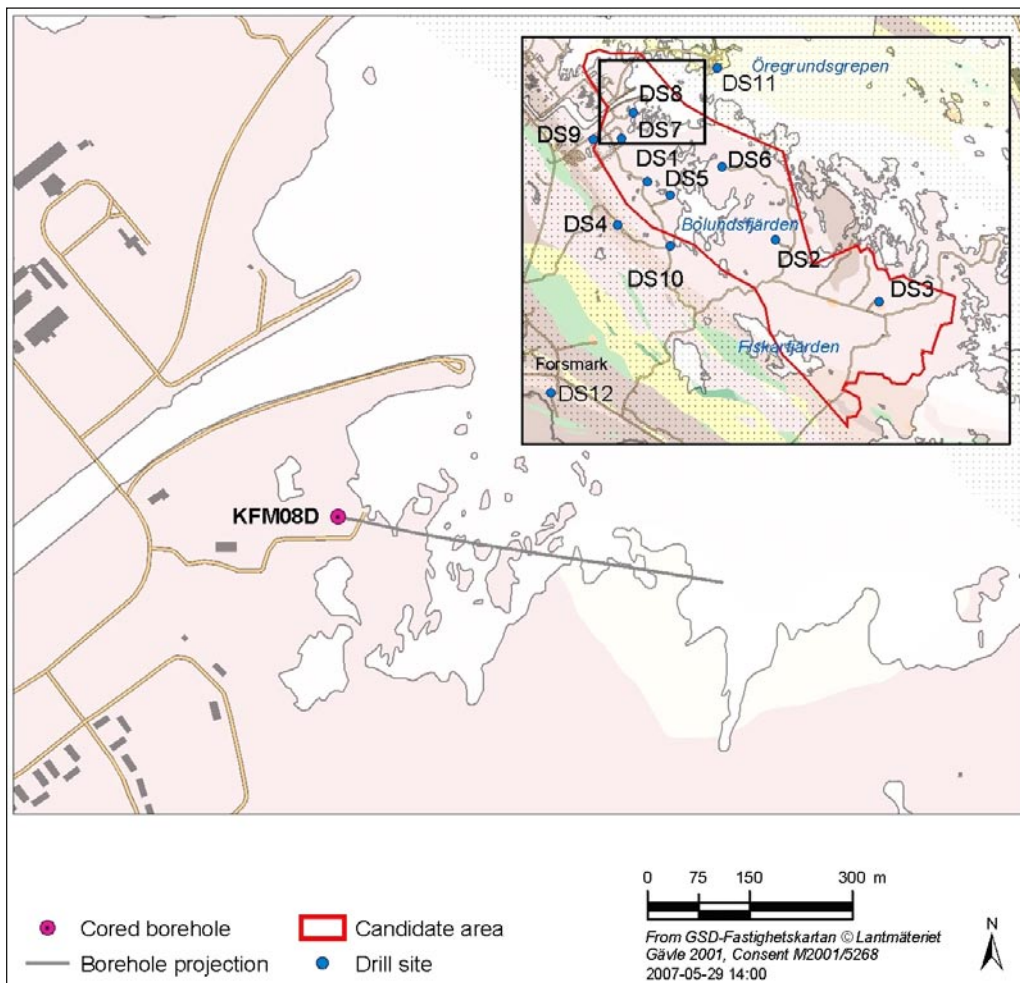 Öregrundsgrepen
DS11
DS8
DS9
DS7
DS1
DS6
DS5
DS4
Bolundsfjärden
DS2
DS10
DS3
Fiskarfjärden
Forsmark
DS12
KFM08D
0 75 150 300 m
Cored borehole
Candidate area
Borehole projection
Drill site
From GSD-Fastighetskartan © Lantmäteriet
Gävle 2001, Consent M2001/5268
2007-05-29 14:00
N